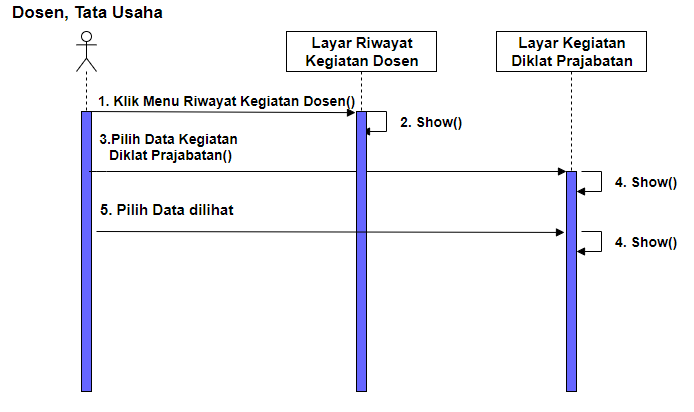 Dosen, Tata Usaha
Layar Riwayat
Kegiatan Dosen
Layar Kegiatan
Diklat Prajabatan
1. Klik Menu Riwayat Kegiatan Dosen()
2. Show()
3.Pilih Data Kegiatan
Diklat Prajabatan()
4. Show()
5. Pilih Data dilihat
4. Show()